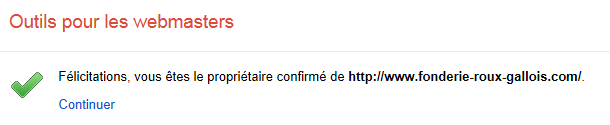 Outils pour les webmasters
Félicitations, vous êtes le propriétaire confirmé de http://www.fonderie-roux-gallois.com/.
Continuer